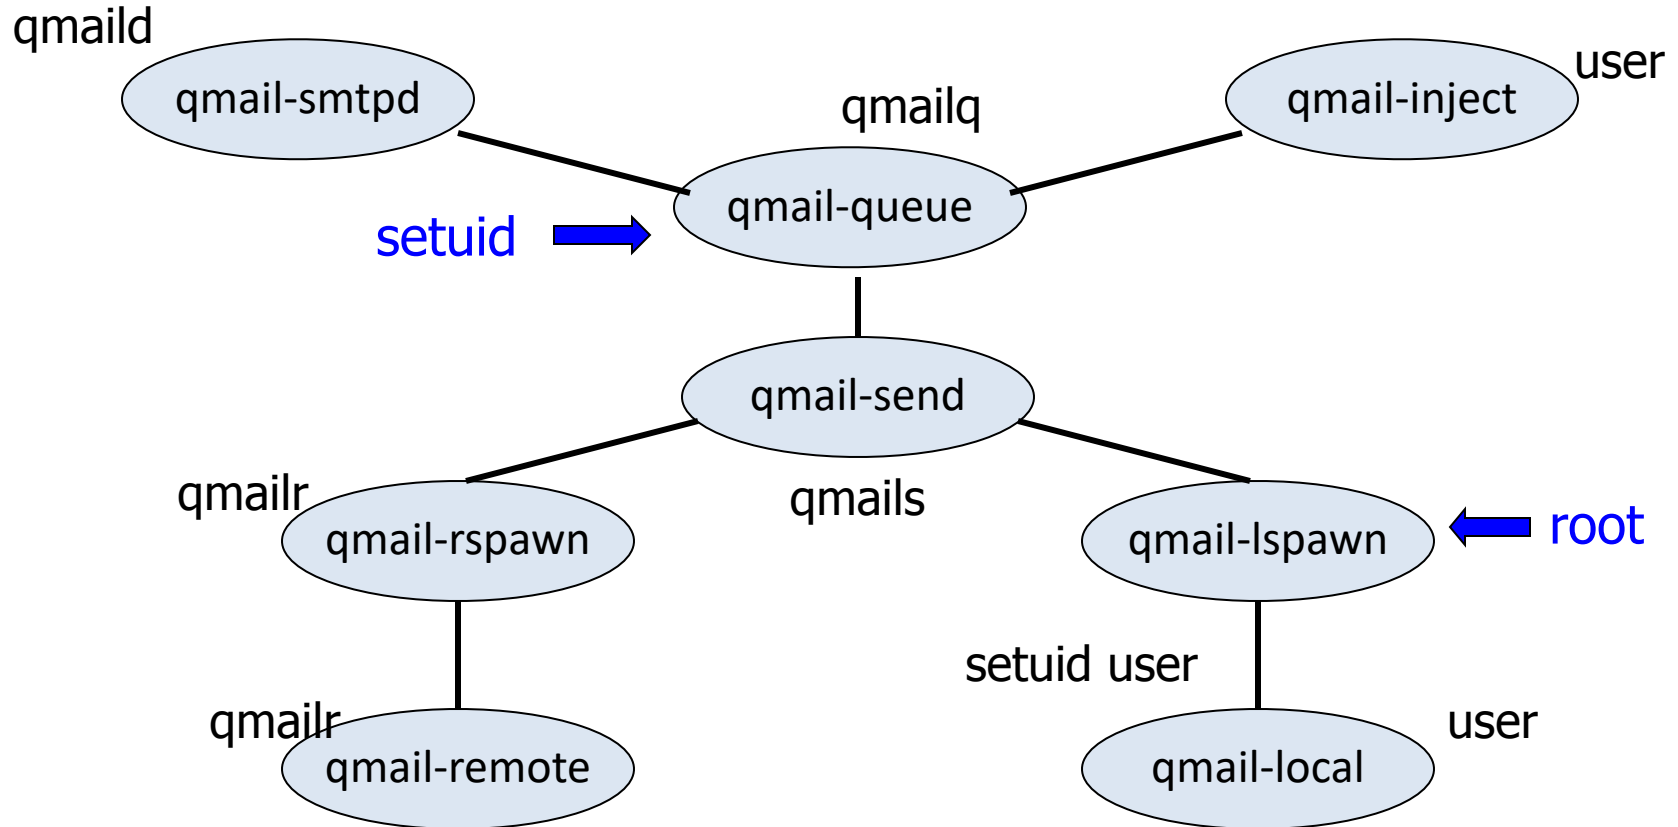 qmaild
qmail-smtpd
user
qmail-inject
qmailq
qmail-queue
setuid
qmail-send
qmails
qmailr
qmail-rspawn
qmail-lspawn
root
setuid user
qmailr
qmail-remote
user
qmail-local